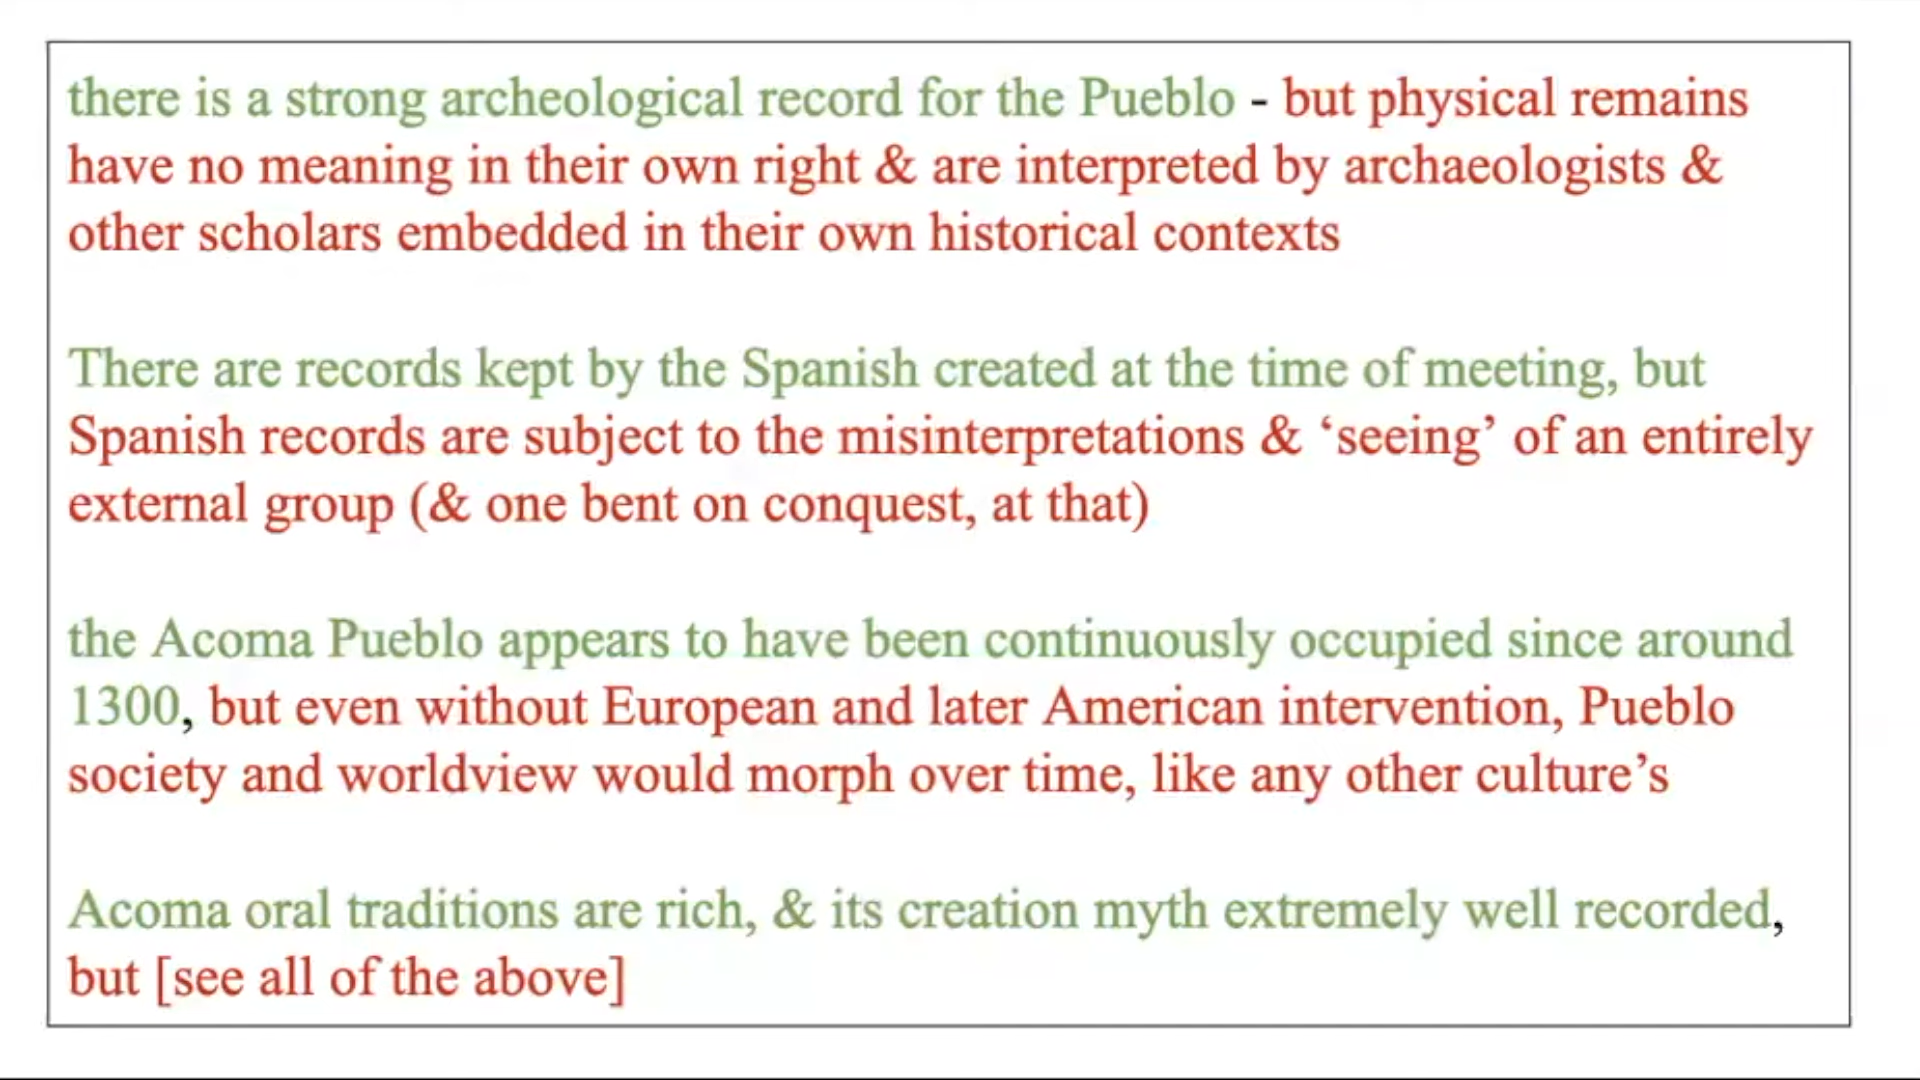 there is a strong archeological record for the Pueblo - but physical remains
have no meaning in their own right & are interpreted by archaeologists &
other scholars embedded in their own historical contexts
There are records kept by the Spanish created at the time of meeting, but
Spanish records are subject to the misinterpretations & ‘seeing’ of an entirely
external group (& one bent on conquest, at that)
the Acoma Pueblo appears to have been continuously occupied since around
1300, but even without European and later American intervention, Pueblo
society and worldview would morph over time, like any other culture’s
Acoma oral traditions are rich, & its creation myth extremely well recorded,
but [see all of the above]